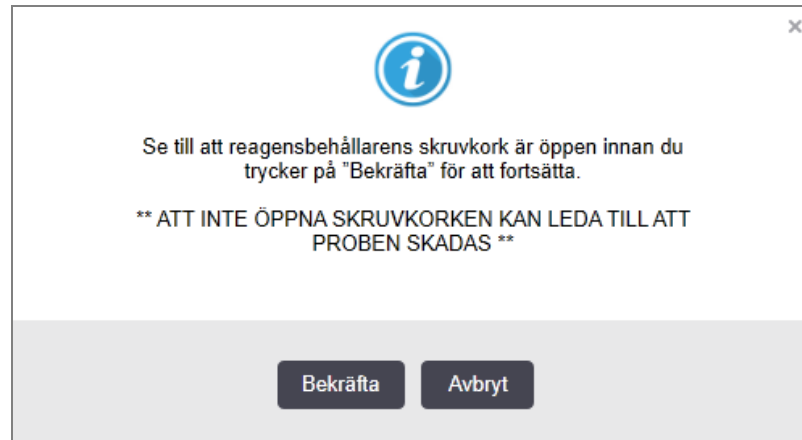 Se till att reagensbehållarens skruvkork är öppen innan du
trycker på "Bekräfta" för att fortsätta.
** ATT INTE ÖPPNA SKRUVKORKEN KAN LEDA TILL ATT
PROBEN SKADAS **
Bekräfta Avbryt